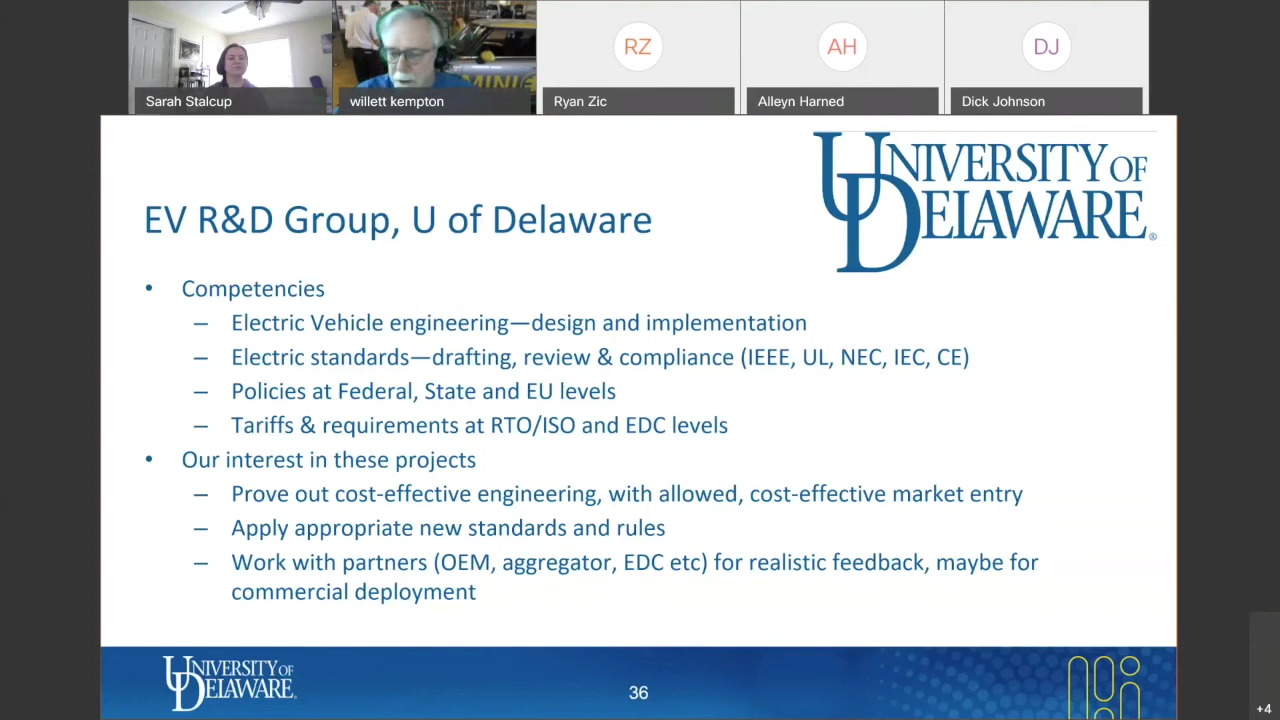 RZ
AH
DJ
Sarah Stalcup
willett kempton
Ryan Zic
Alleyn Harned
Dick Johnson
MINI E
UNIVERSITY OF
DELAWARE®
EV R&D Group, U of Delaware
• Competencies
– Electric Vehicle engineering—design and implementation
– Electric standards—drafting, review & compliance (IEEE, UL, NEC, IEC, CE)
– Policies at Federal, State and EU levels
– Tariffs & requirements at RTO/ISO and EDC levels
• Our interest in these projects
– Prove out cost-effective engineering, with allowed, cost-effective market entry
– Apply appropriate new standards and rules
– Work with partners (OEM, aggregator, EDC etc) for realistic feedback, maybe for
commercial deployment
UNIVERSITY OF
DELAWARE
36
+4